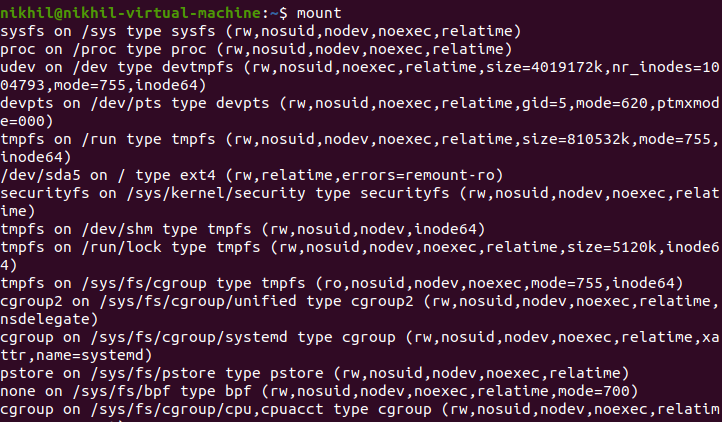 nikhil@nikhil-virtual-machine:~$ mount
sysfs on /sys type sysfs (rw,nosuid,nodev,noexec,relatime)
proc on /proc type proc (rw,nosuid,nodev,noexec,relatime)
udev on /dev type devtmpfs (rw,nosuid,noexec,relatime,size=4019172k,nr_inodes=10
04793,mode=755,inode64)
devpts on /dev/pts type devpts (rw,nosuid,noexec,relatime,gid=5,mode=620,ptmxmod
e=000)
tmpfs on /run type tmpfs (rw,nosuid,nodev,noexec,relatime,size=810532k,mode=755,
inode64)
/dev/sda5 on / type ext4 (rw,relatime,errors=remount-ro)
securityfs on /sys/kernel/security type securityfs (rw,nosuid,nodev,noexec,relat
ime)
tmpfs on /dev/shm type tmpfs (rw,nosuid,nodev,inode64)
tmpfs on /run/lock type tmpfs (rw,nosuid,nodev,noexec,relatime,size=5120k,inode6
4)
tmpfs on /sys/fs/cgroup type tmpfs (ro,nosuid,nodev,noexec,mode=755,inode64)
cgroup2 on /sys/fs/cgroup/unified type cgroup2 (rw,nosuid,nodev,noexec,relatime,
nsdelegate)
cgroup on /sys/fs/cgroup/systemd type cgroup (rw,nosuid,nodev,noexec,relatime,xa
ttr,name=systemd)
pstore on /sys/fs/pstore type pstore (rw,nosuid,nodev,noexec,relatime)
none on /sys/fs/bpf type bpf (rw,nosuid,nodev,noexec,relatime,mode=700)
cgroup on /sys/fs/cgroup/cpu,cpuacct type cgroup (rw,nosuid,nodev,noexec,relatim